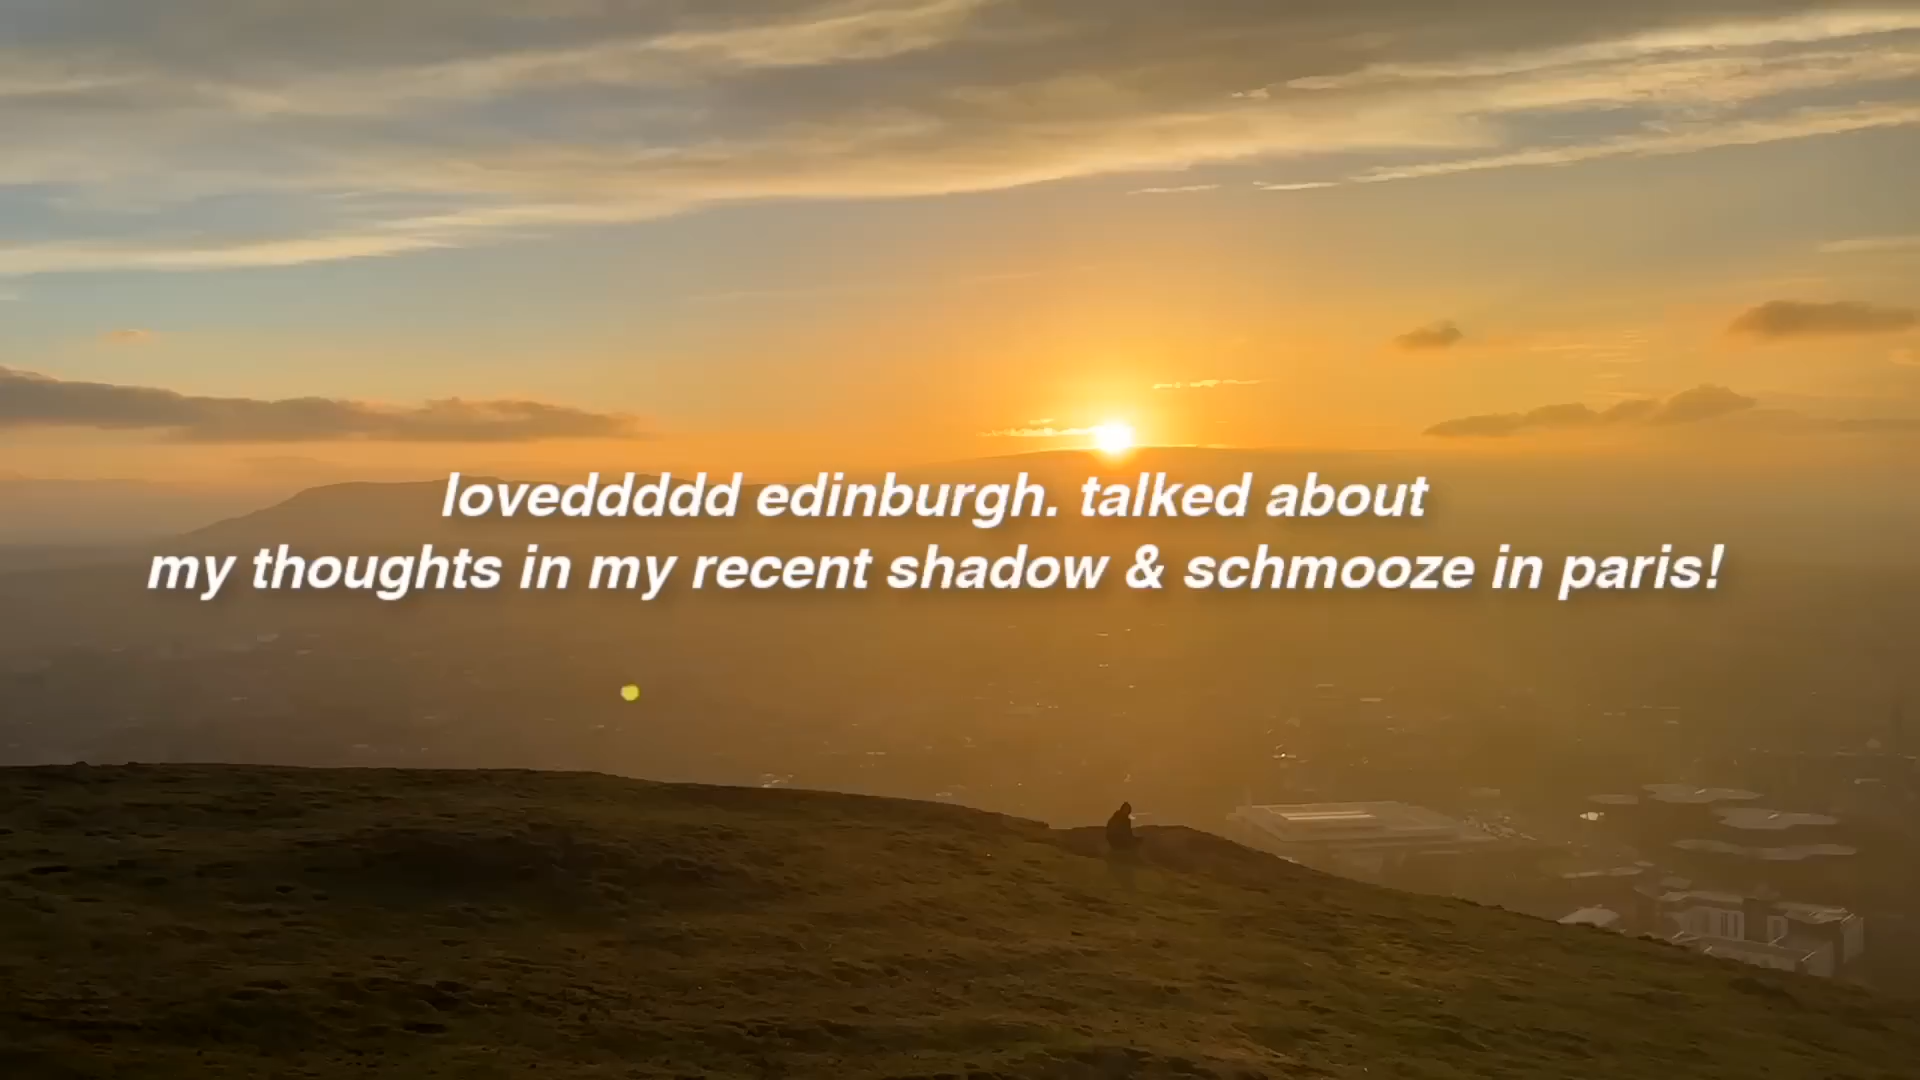 loveddddd edinburgh. talked about
my thoughts in my recent shadow & schmooze in paris!